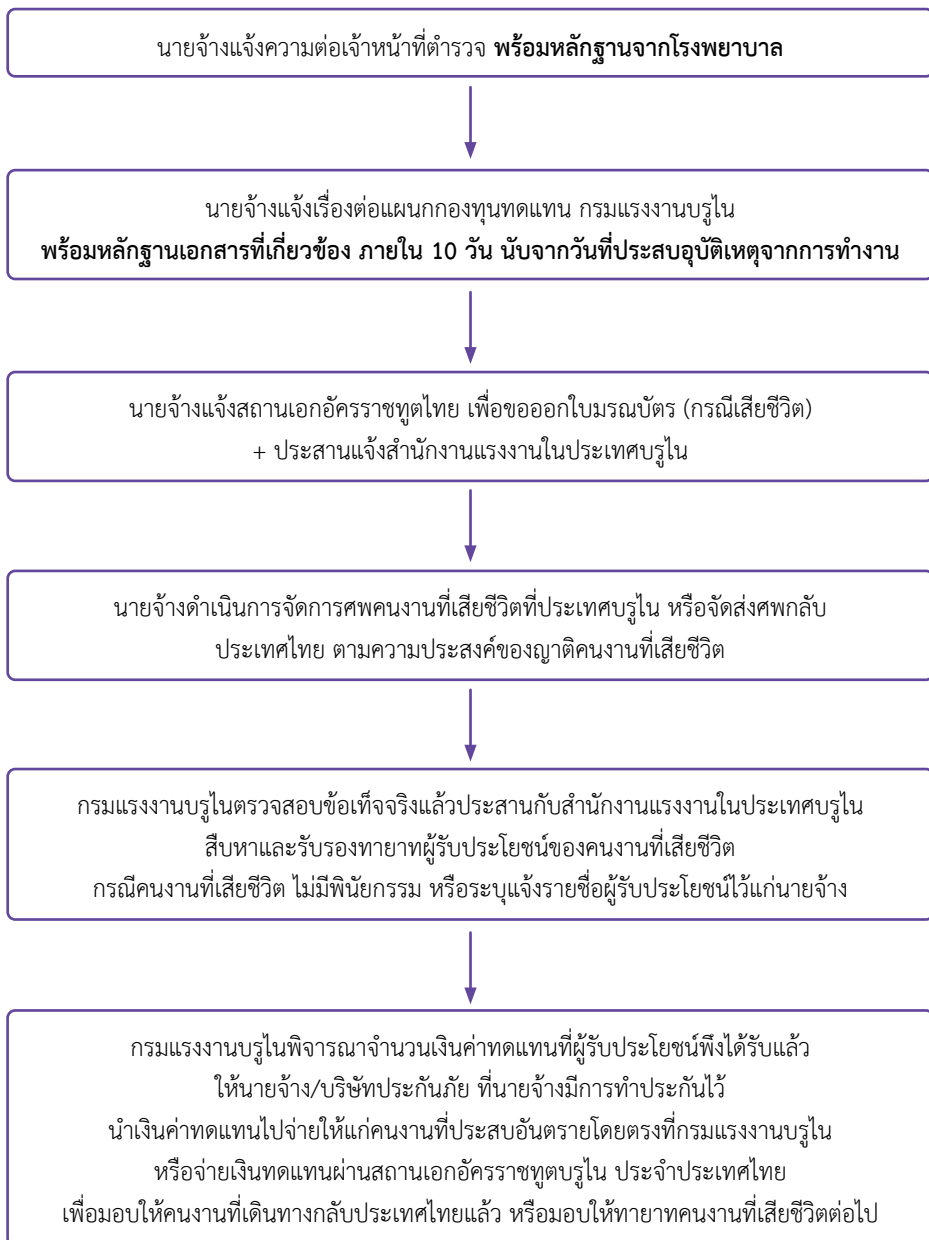 นายจ้างแจ้งความต่อเจ้าหน้าที่ตำรวจ พร้อมหลักฐานจากโรงพยาบาล
นายจ้างแจ้งเรื่องต่อแผนกกองทุนทดแทน กรมแรงงานบรูไน
พร้อมหลักฐานเอกสารที่เกี่ยวข้อง ภายใน 10 วัน นับจากวันที่ประสบอุบัติเหตุจากการทำงาน
นายจ้างแจ้งสถานเอกอัครราชทูตไทย เพื่อขอออกใบมรณบัตร (กรณีเสียชีวิต)
+ ประสานแจ้งสำนักงานแรงงานในประเทศบรูไน
นายจ้างดำเนินการจัดการศพคนงานที่เสียชีวิตที่ประเทศบรูไน หรือจัดส่งศพกลับ
ประเทศไทย ตามความประสงค์ของญาติคนงานที่เสียชีวิต
กรมแรงงานบรูไนตรวจสอบข้อเท็จจริงแล้วประสานกับสำนักงานแรงงานในประเทศบรูไน
สืบหาและรับรองทายาทผู้รับประโยชน์ของคนงานที่เสียชีวิต
กรณีคนงานที่เสียชีวิต ไม่มีพินัยกรรม หรือระบุแจ้งรายชื่อผู้รับประโยชน์ไว้แก่นายจ้าง
กรมแรงงานบรูไนพิจารณาจำนวนเงินค่าทดแทนที่ผู้รับประโยชน์พึงได้รับแล้ว
ให้นายจ้าง/บริษัทประกันภัย ที่นายจ้างมีการทำประกันไว้
นำเงินค่าทดแทนไปจ่ายให้แก่คนงานที่ประสบอันตรายโดยตรงที่กรมแรงงานบรูไน
หรือจ่ายเงินทดแทนผ่านสถานเอกอัครราชทูตบรูไน ประจำประเทศไทย
เพื่อมอบให้คนงานที่เดินทางกลับประเทศไทยแล้ว หรือมอบให้ทายาทคนงานที่เสียชีวิตต่อไป